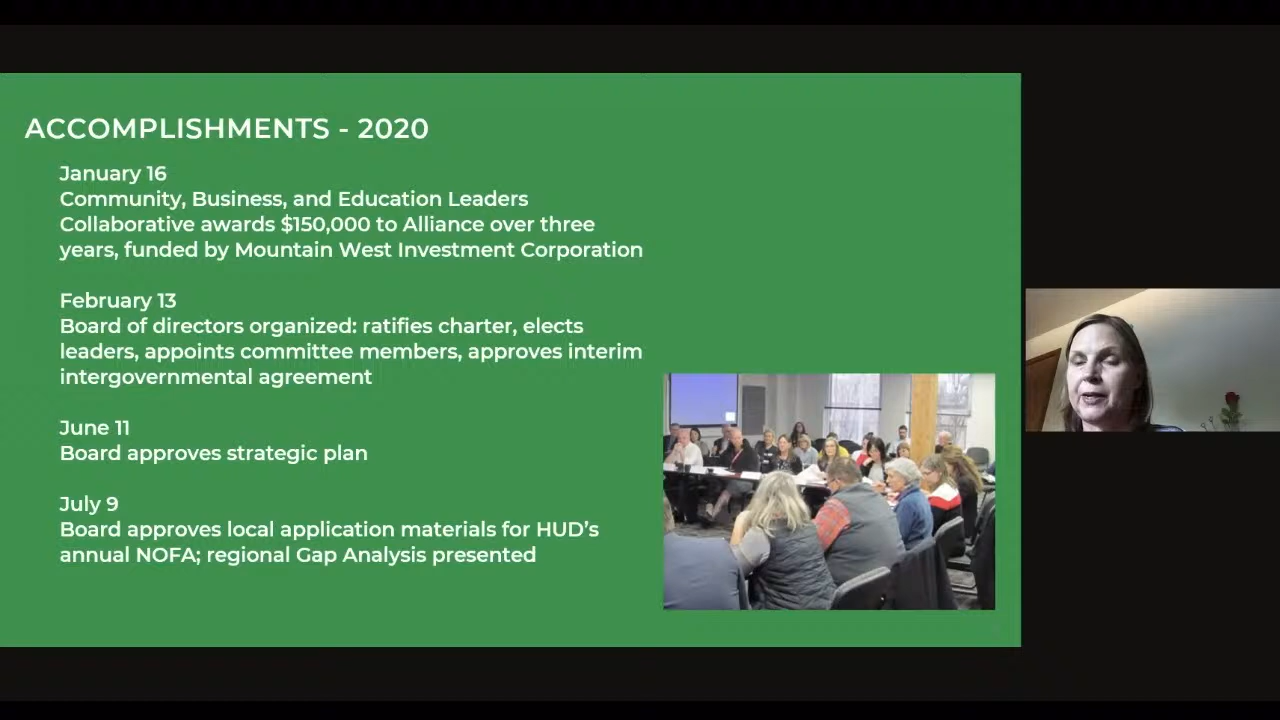 ACCOMPLISHMENTS - 2020
January 16
Community, Business, and Education Leaders
Collaborative awards $150,000 to Alliance over three
years, funded by Mountain West Investment Corporation
February 13
Board of directors organized: ratifies charter, elects
leaders, appoints committee members, approves interim
intergovernmental agreement
June 11
Board approves strategic plan
July 9
Board approves local application materials for HUD's
annual NOFA; regional Gap Analysis presented